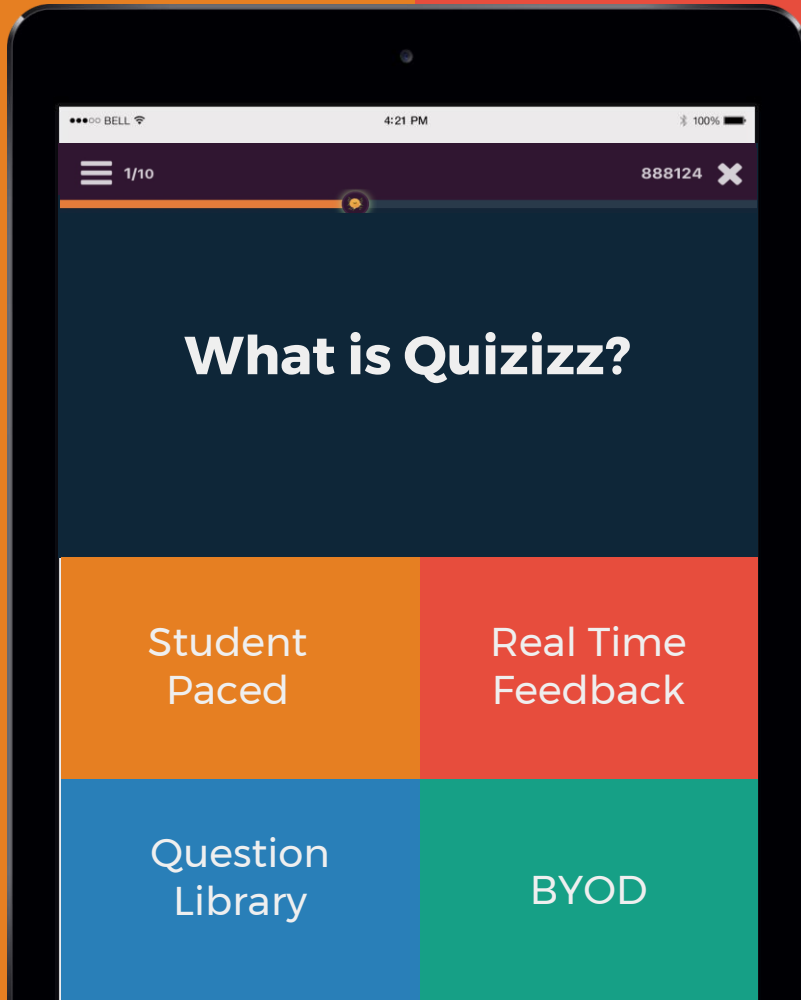 BELL 4:21 PM 100%
1/10 888124
What is Quizizz?
Student
Paced
Real Time
Feedback
Question
Library
BYOD